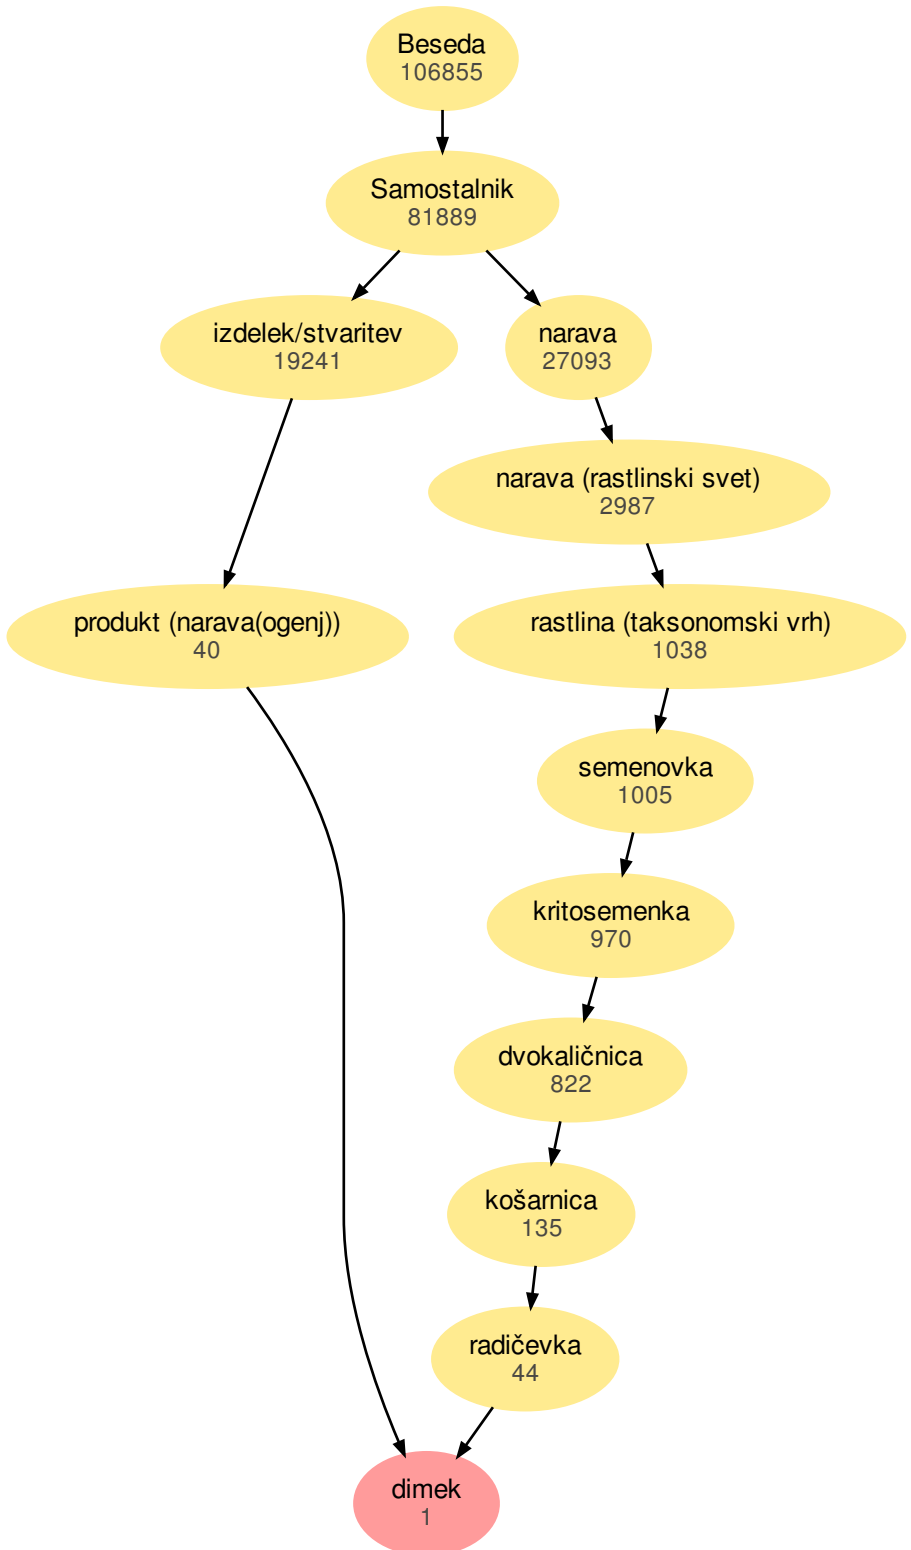 Beseda
106855
Samostalnik
81889
izdelek/stvaritev
19241
narava
27093
narava (rastlinski svet)
2987
produkt (narava(ogenj))
40
rastlina (taksonomski vrh)
1038
semenovka
1005
kritosemenka
970
dvokaličnica
822
košarnica
135
radičevka
44
dimek
1